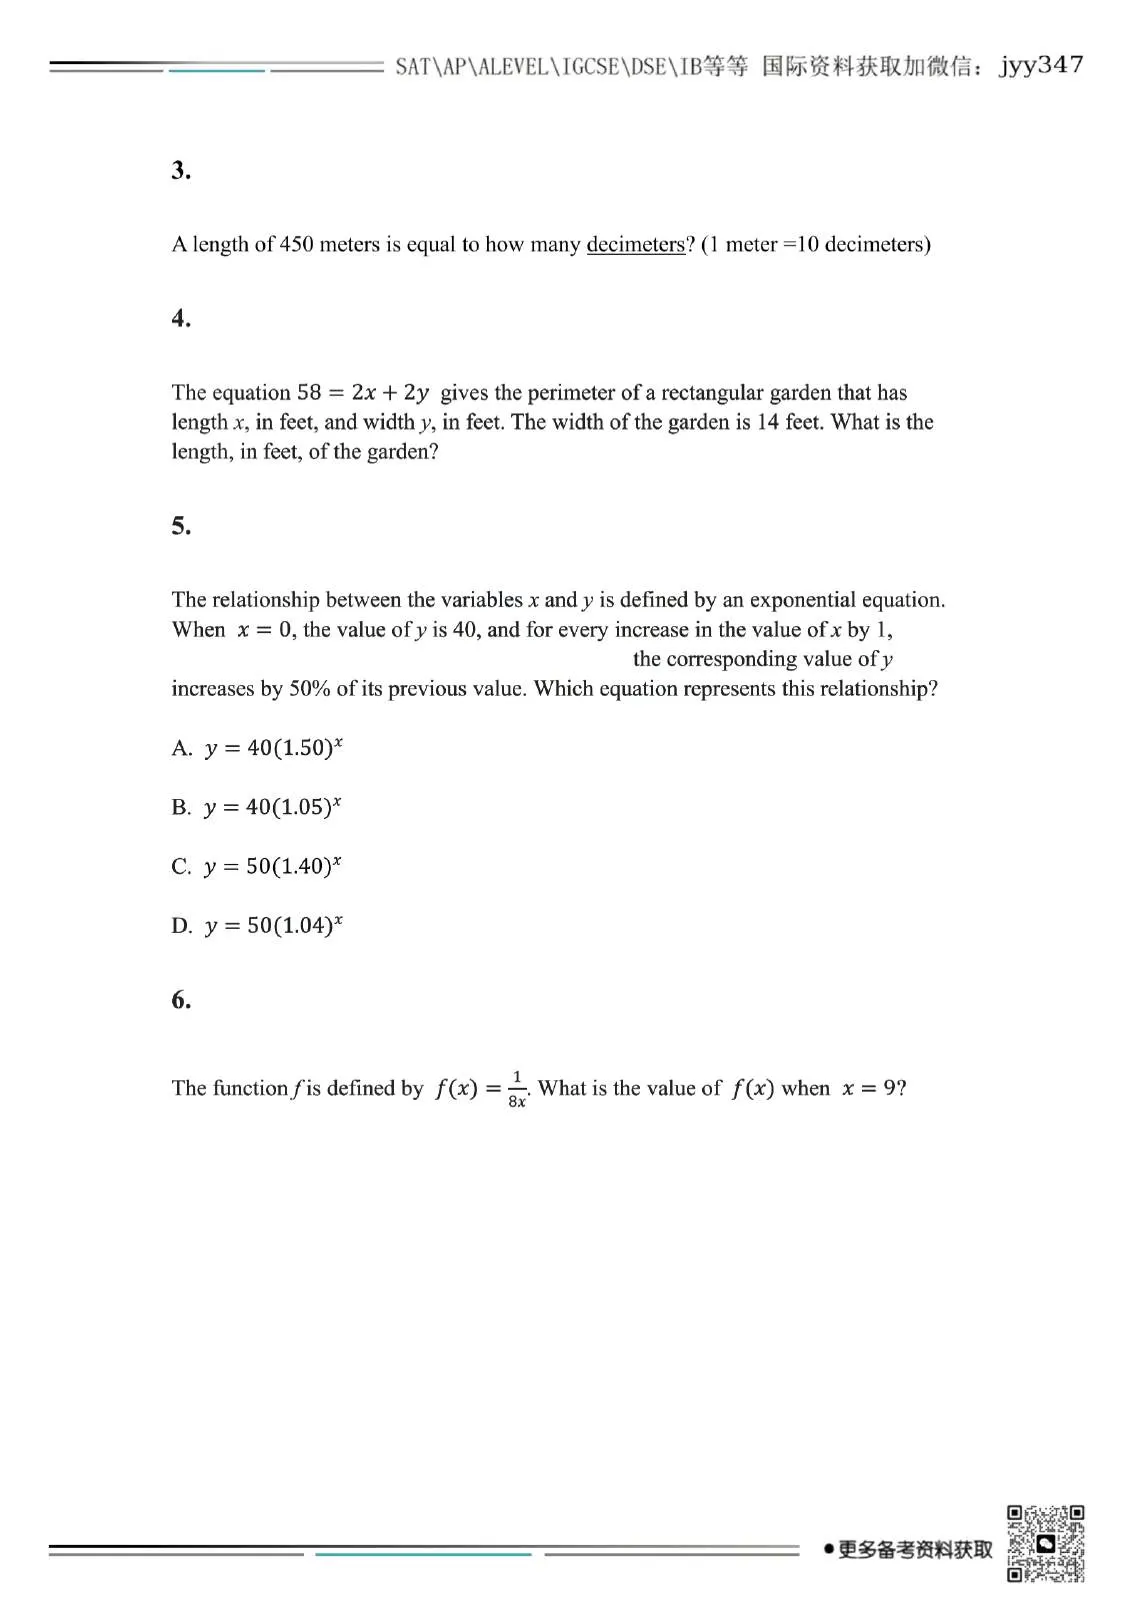 SAT\AP\ALEVEL\IGCSE\DSE\IB等等 国际资料获取加微信：jyy347
3.
A length of 450 meters is equal to how many decimeters? (1 meter =10 decimeters)
4.
The equation 58 = 2x + 2y gives the perimeter of a rectangular garden that has
length x, in feet, and width y, in feet. The width of the garden is 14 feet. What is the
length, in feet, of the garden?
5.
The relationship between the variables x and y is defined by an exponential equation.
When x = 0, the value of y is 40, and for every increase in the value of x by 1,
the corresponding value of y
increases by 50% of its previous value. Which equation represents this relationship?
A. y = 40(1.50)^x
B. y = 40(1.05)^x
C. y = 50(1.40)^x
D. y = 50(1.04)^x
6.
The function f is defined by f(x) = 1/8x. What is the value of f(x) when x = 9?
●更多备考资料获取